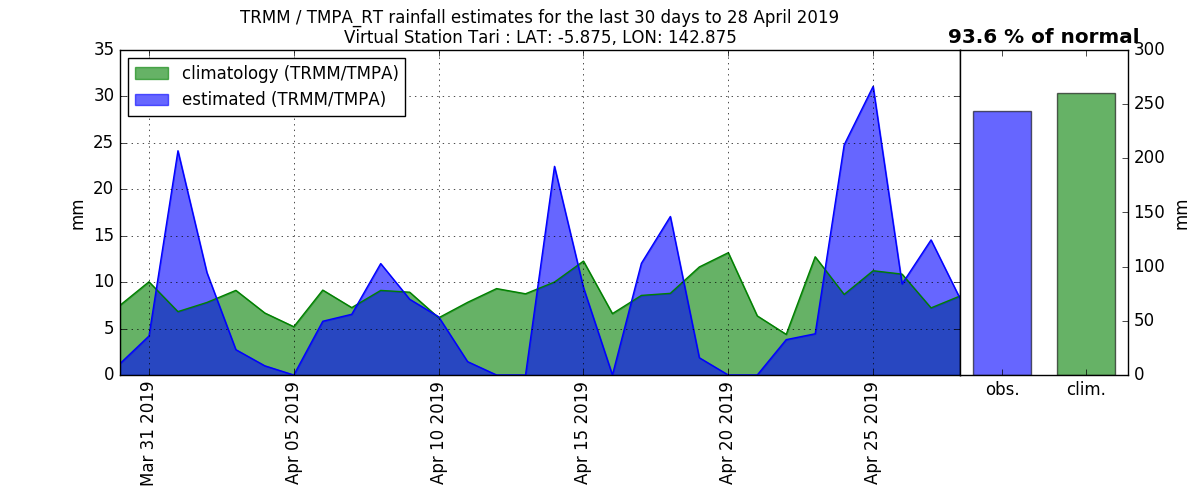 TRMM / TMPA_RT rainfall estimates for the last 30 days to 28 April 2019
Virtual Station Tari : LAT: -5.875, LON: 142.875
93.6 % of normal
climatology (TRMM/TMPA)
estimated (TRMM/TMPA)
35
30
25
20
15
10
5
0
mm
Mar 31 2019
Apr 05 2019
Apr 10 2019
Apr 15 2019
Apr 20 2019
Apr 25 2019
obs.
clim.
300
250
200
150
100
50
0
mm